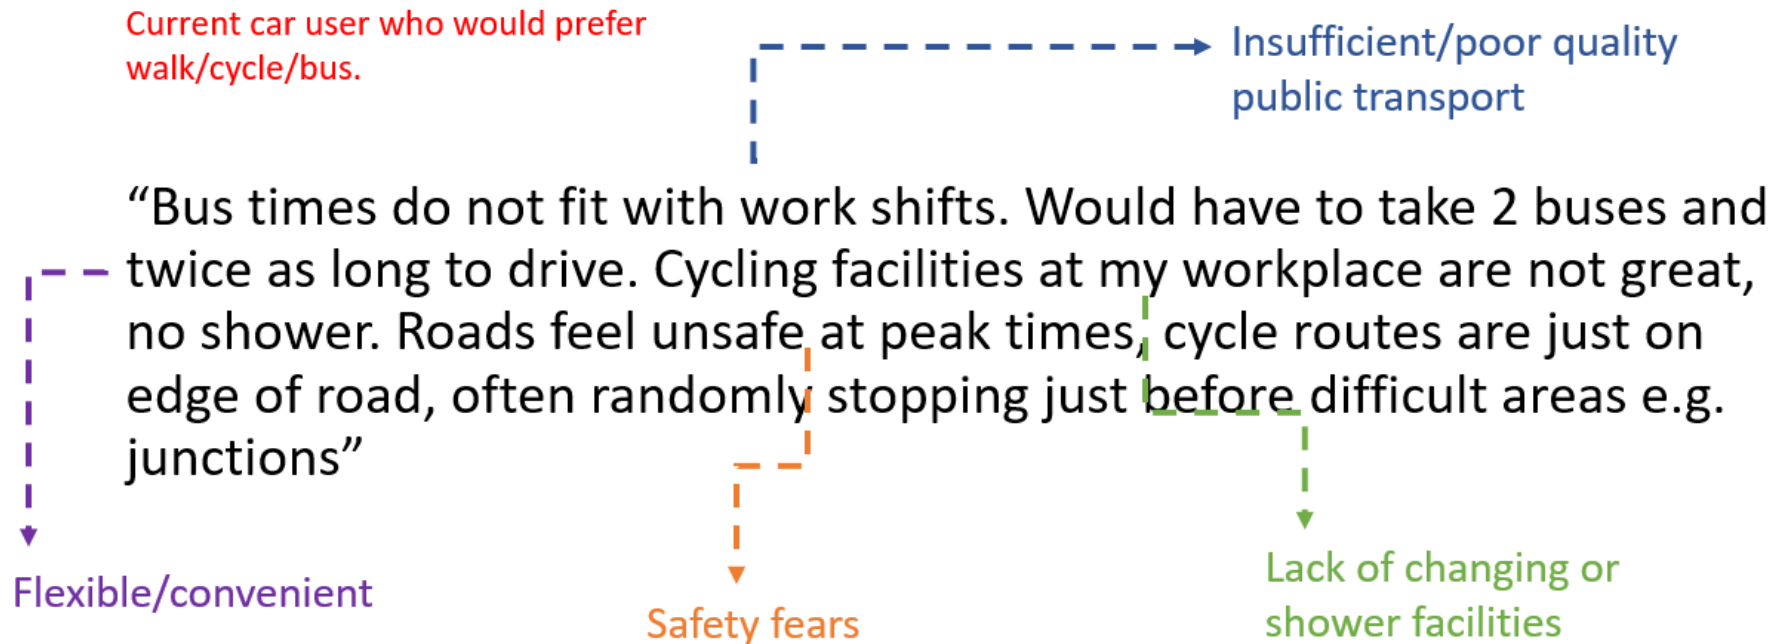 Current car user who would prefer
walk/cycle/bus.
Insufficient/poor quality
public transport
“Bus times do not fit with work shifts. Would have to take 2 buses and
twice as long to drive. Cycling facilities at my workplace are not great,
no shower. Roads feel unsafe at peak times, cycle routes are just on
edge of road, often randomly stopping just before difficult areas e.g.
junctions”
Flexible/convenient
Safety fears
Lack of changing or
shower facilities